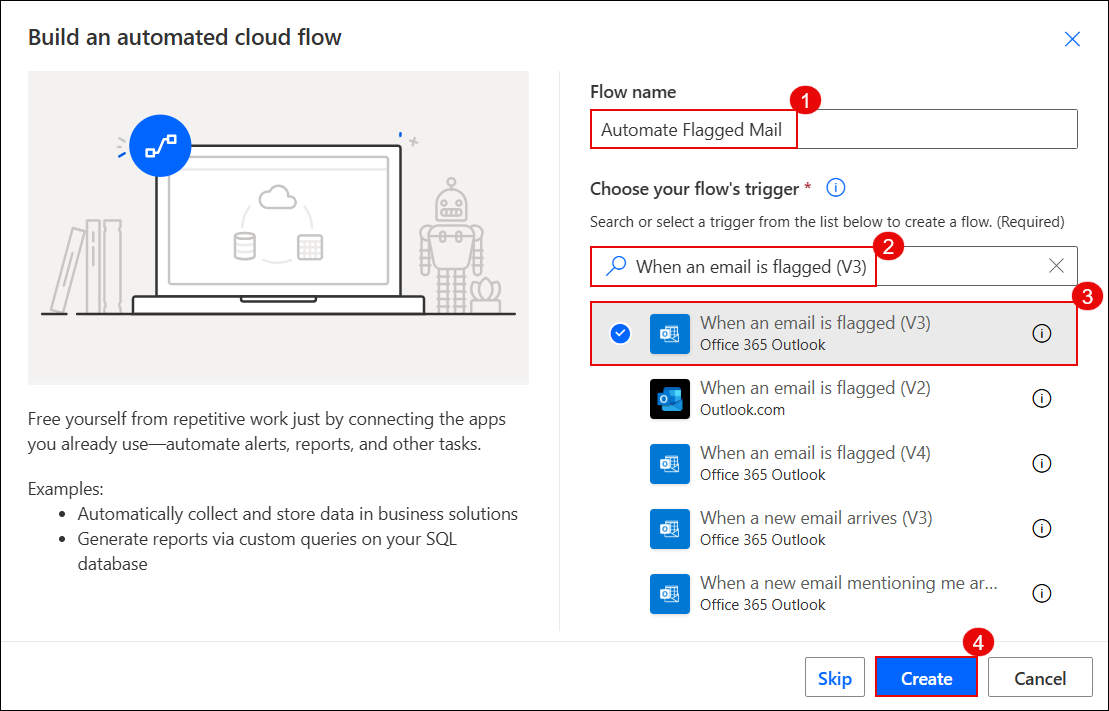 Build an automated cloud flow
Flow name
1
Automate Flagged Mail
Choose your flow's trigger *
Search or select a trigger from the list below to create a flow. (Required)
2
When an email is flagged (V3)
3
When an email is flagged (V3)
Office 365 Outlook
When an email is flagged (V2)
Outlook.com
When an email is flagged (V4)
Office 365 Outlook
When a new email arrives (V3)
Office 365 Outlook
When a new email mentioning me ar...
Office 365 Outlook
Free yourself from repetitive work just by connecting the apps
you already use—automate alerts, reports, and other tasks.
Examples:
• Automatically collect and store data in business solutions
• Generate reports via custom queries on your SQL
database
4
Skip
Create
Cancel